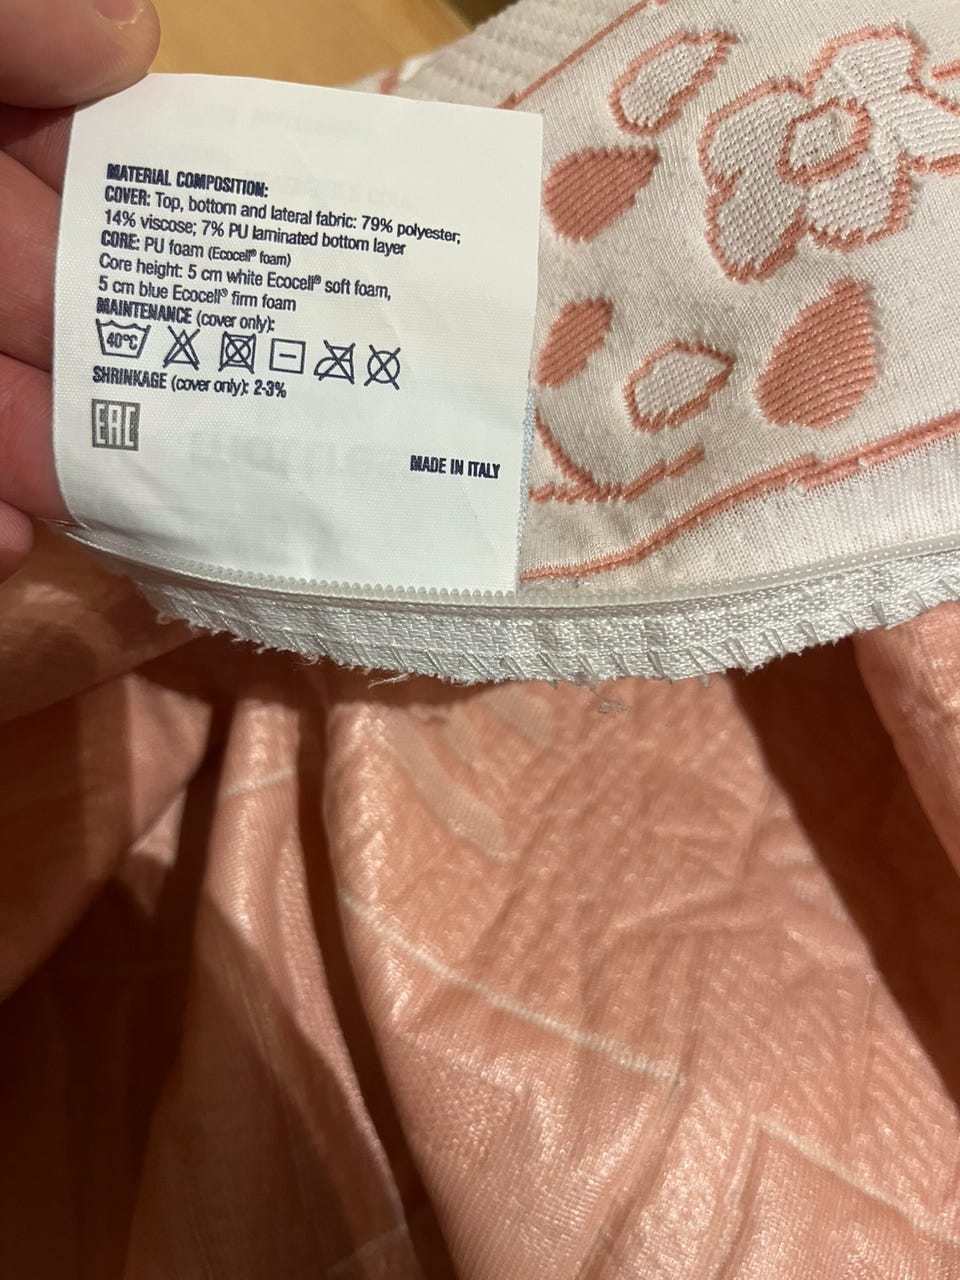 MATERIAL COMPOSITION:
COVER: Top, bottom and lateral fabric: 79% polyester;
14% viscose; 7% PU laminated bottom layer
CORE: PU foam (Ecocell® foam)
Core height: 5 cm white Ecocell® soft foam,
5 cm blue Ecocell® firm foam
MAINTENANCE (cover only):
40°C
SHRINKAGE (cover only): 2-3%
EAC
MADE IN ITALY